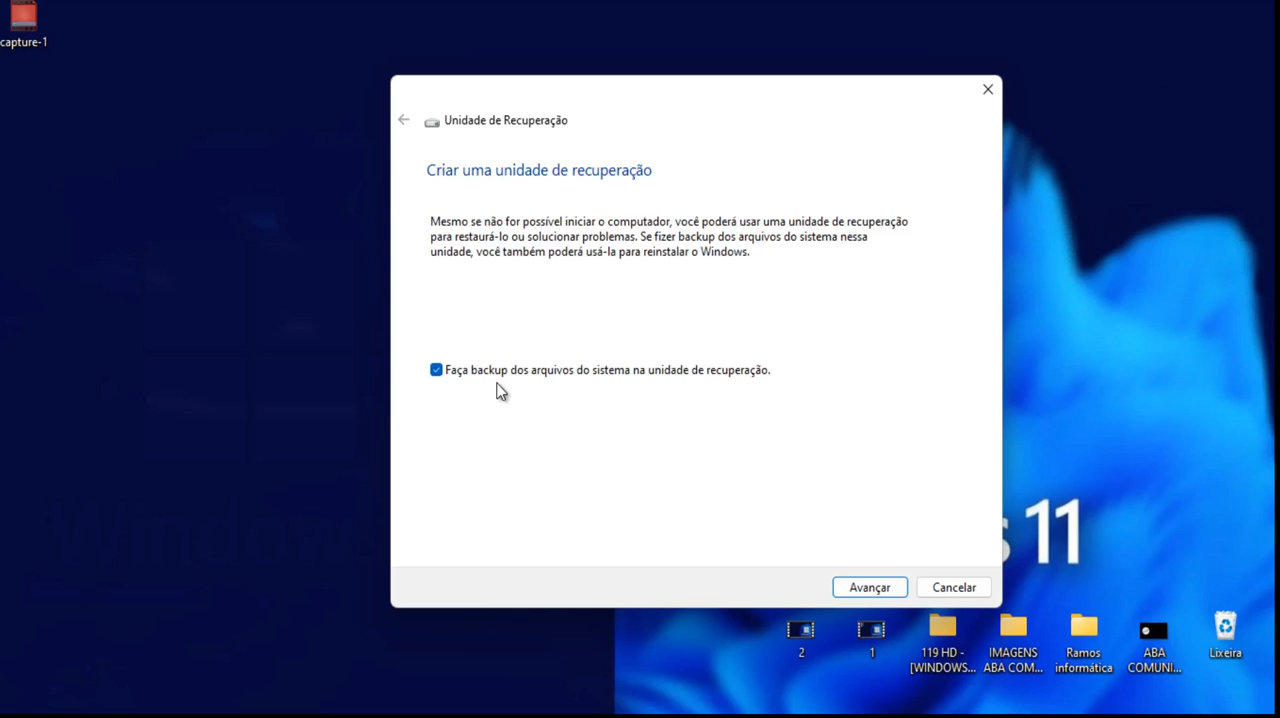 capture-1
Unidade de Recuperação
Criar uma unidade de recuperação
Mesmo se não for possível iniciar o computador, você poderá usar uma unidade de recuperação
para restaurá-lo ou solucionar problemas. Se fizer backup dos arquivos do sistema nessa
unidade, você também poderá usá-la para reinstalar o Windows.
Faça backup dos arquivos do sistema na unidade de recuperação.
s 11
Avançar
Cancelar
2
1
119 HD -
[WINDOWS...
IMAGENS
ABA COM...
Ramos
informática
ABA
COMUNI...
Lixeira